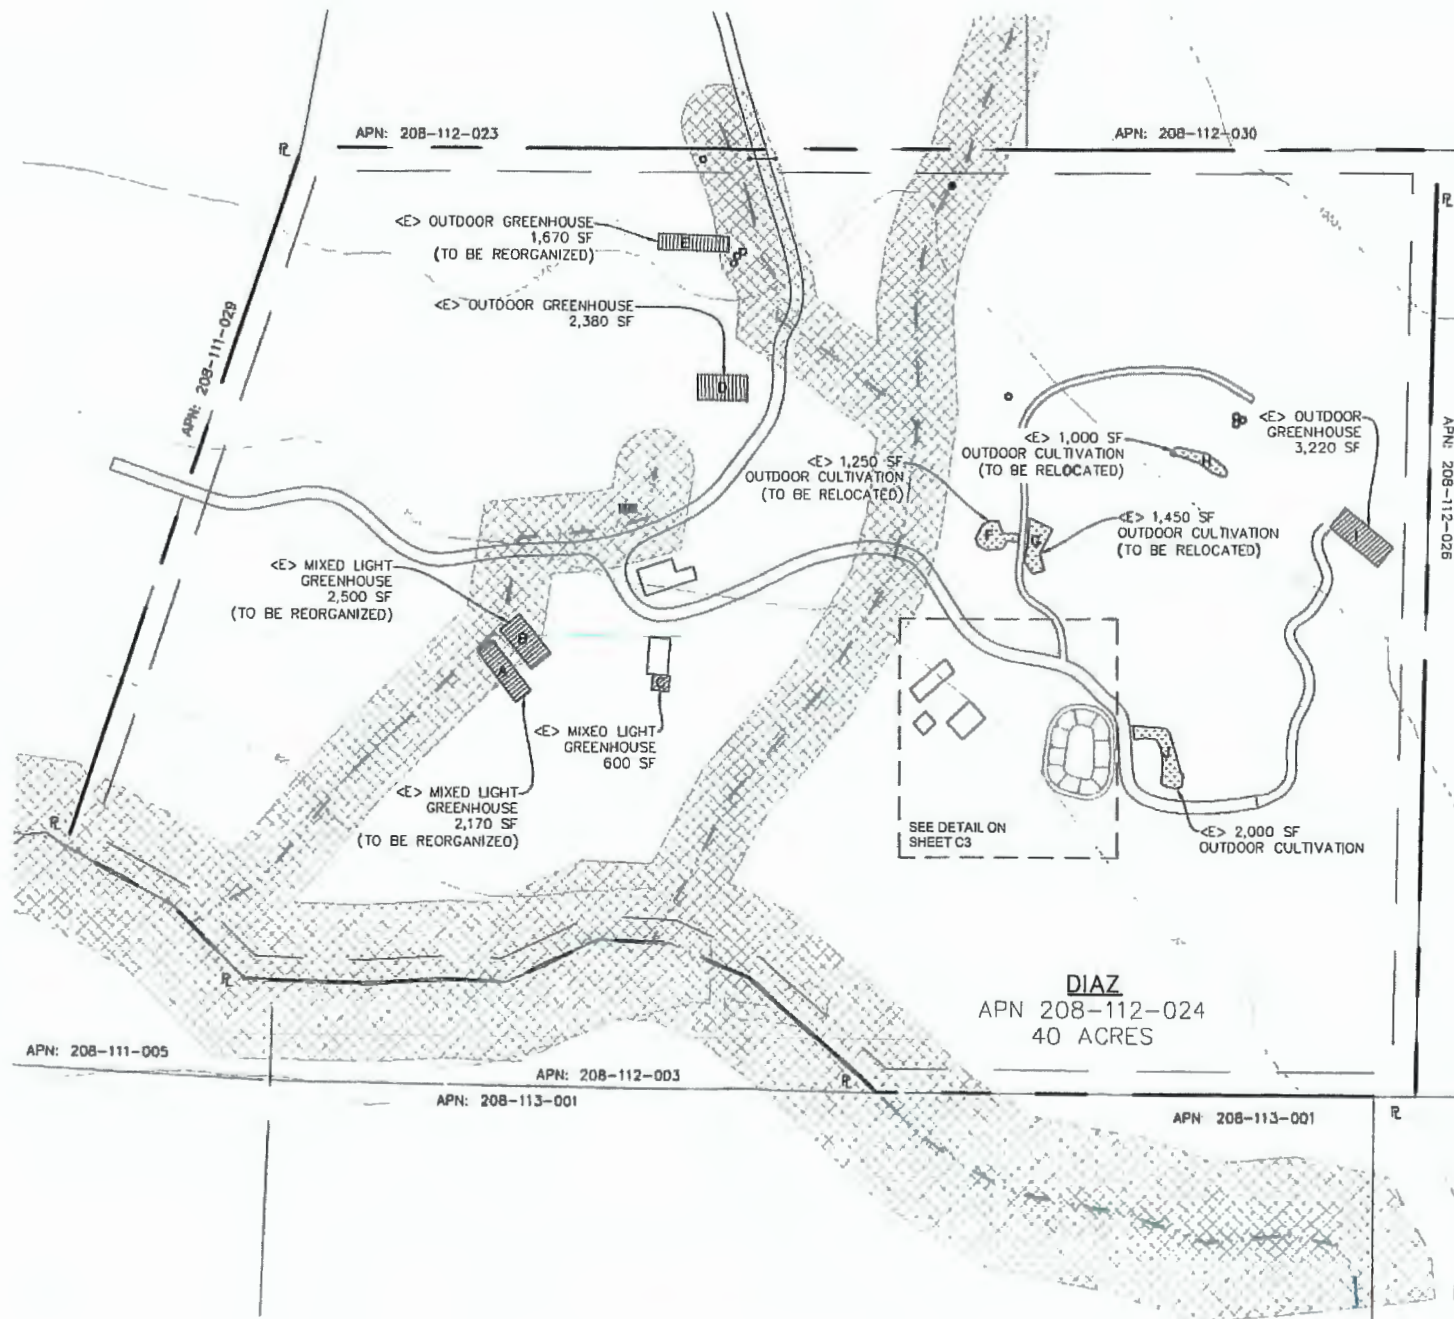 APN: 208-112-023
APN: 208-112-030
PL
PL
<E> OUTDOOR GREENHOUSE
1,670 SF
(TO BE REORGANIZED)
E
<E> OUTDOOR GREENHOUSE
2,380 SF
D
APN: 208-111-029
<E> 1,000 SF
OUTDOOR CULTIVATION
(TO BE RELOCATED)
H
<E> OUTDOOR
GREENHOUSE
3,220 SF
I
APN: 208-112-026
<E> 1,250 SF
OUTDOOR CULTIVATION
(TO BE RELOCATED)
F
G
<E> 1,450 SF
OUTDOOR CULTIVATION
(TO BE RELOCATED)
<E> MIXED LIGHT
GREENHOUSE
2,500 SF
(TO BE REORGANIZED)
B
A
C
<E> MIXED LIGHT
GREENHOUSE
600 SF
<E> MIXED LIGHT
GREENHOUSE
2,170 SF
(TO BE REORGANIZED)
J
SEE DETAIL ON
SHEET C3
<E> 2,000 SF
OUTDOOR CULTIVATION
PL
PL
DIAZ
APN 208-112-024
40 ACRES
APN: 208-111-005
APN: 208-112-003
APN: 208-113-001
PL
APN: 208-113-001
PL